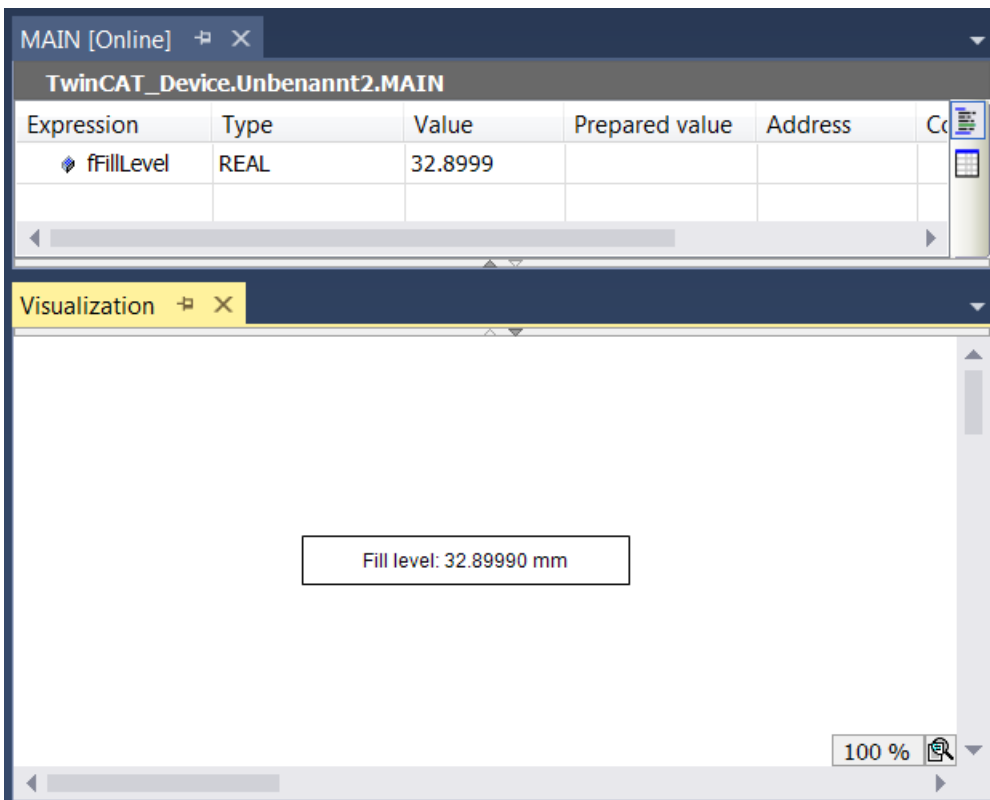 MAIN [Online]
TwinCAT_Device.Unbenannt2.MAIN
Expression Type Value Prepared value Address Co
fFillLevel REAL 32.8999
Visualization
Fill level: 32.89990 mm
100 %